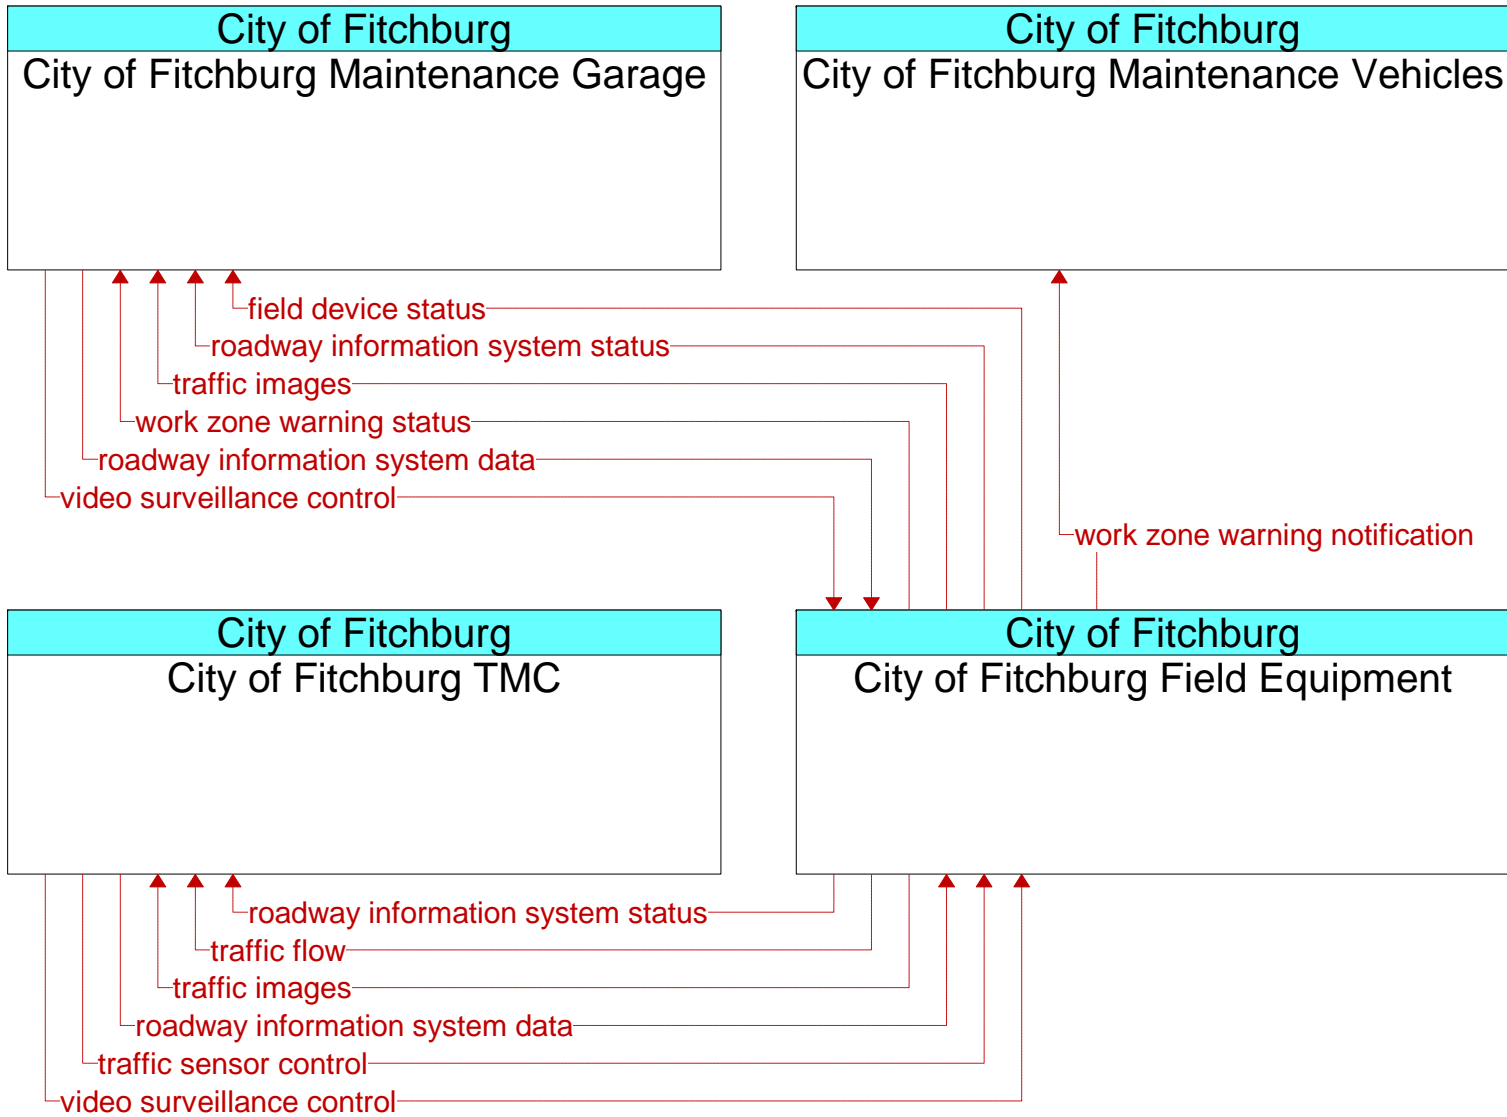 City of Fitchburg
City of Fitchburg Maintenance Garage
City of Fitchburg
City of Fitchburg Maintenance Vehicles
field device status
roadway information system status
traffic images
work zone warning status
roadway information system data
video surveillance control
work zone warning notification
City of Fitchburg
City of Fitchburg TMC
City of Fitchburg
City of Fitchburg Field Equipment
roadway information system status
traffic flow
traffic images
roadway information system data
traffic sensor control
video surveillance control